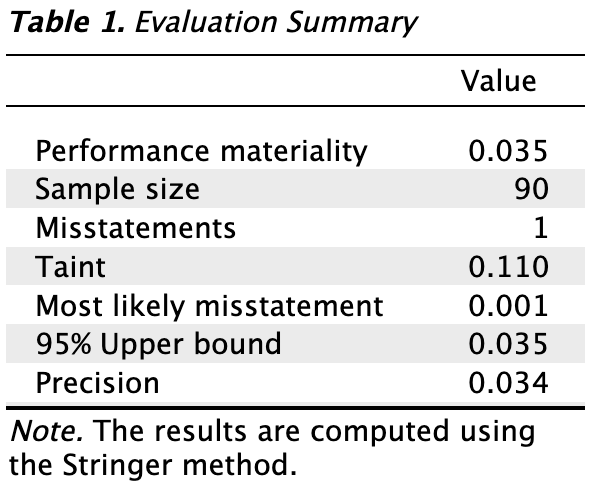 Table 1. Evaluation Summary
Value
Performance materiality 0.035
Sample size 90
Misstatements 1
Taint 0.110
Most likely misstatement 0.001
95% Upper bound 0.035
Precision 0.034
Note. The results are computed using
the Stringer method.